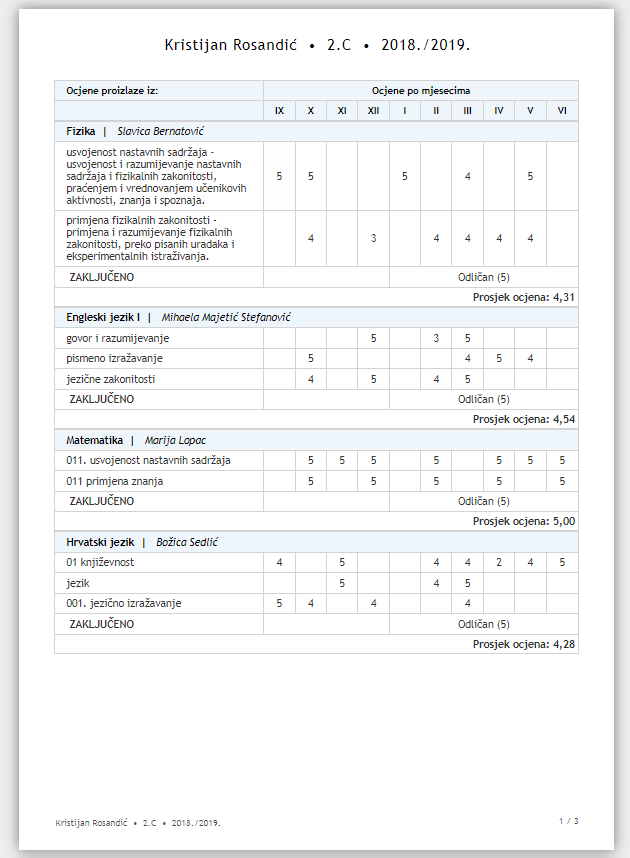 Kristijan Rosandić • 2.C • 2018./2019.
Ocjene proizlaze iz: Ocjene po mjesecima
IX X XI XII I II III IV V VI
Fizika | Slavica Bernatović
usvojenost nastavnih sadržaja -
usvojenost i razumijevanje nastavnih
sadržaja i fizikalnih zakonitosti,
praćenjem i vrednovanjem učenikovih
aktivnosti, znanja i spoznaja.
5 5 5 4 5
primjena fizikalnih zakonitosti -
primjena i razumijevanje fizikalnih
zakonitosti, preko pisanih uradaka i
eksperimentalnih istraživanja.
4 3 4 4 4 4
ZAKLJUČENO Odličan (5)
Prosjek ocjena: 4,31
Engleski jezik I | Mihaela Majetić Stefanović
govor i razumijevanje 5 3 5
pismeno izražavanje 5 4 5 4
jezične zakonitosti 4 5 4 5
ZAKLJUČENO Odličan (5)
Prosjek ocjena: 4,54
Matematika | Marija Lopac
011. usvojenost nastavnih sadržaja 5 5 5 5 5 5 5
011 primjena znanja 5 5 5 5 5
ZAKLJUČENO Odličan (5)
Prosjek ocjena: 5,00
Hrvatski jezik | Božica Sedlić
01 književnost 4 5 4 4 2 4 5
jezik 5 4 5
001. jezično izražavanje 5 4 4 4
ZAKLJUČENO Odličan (5)
Prosjek ocjena: 4,28
Kristijan Rosandić • 2.C • 2018./2019. 1 / 3